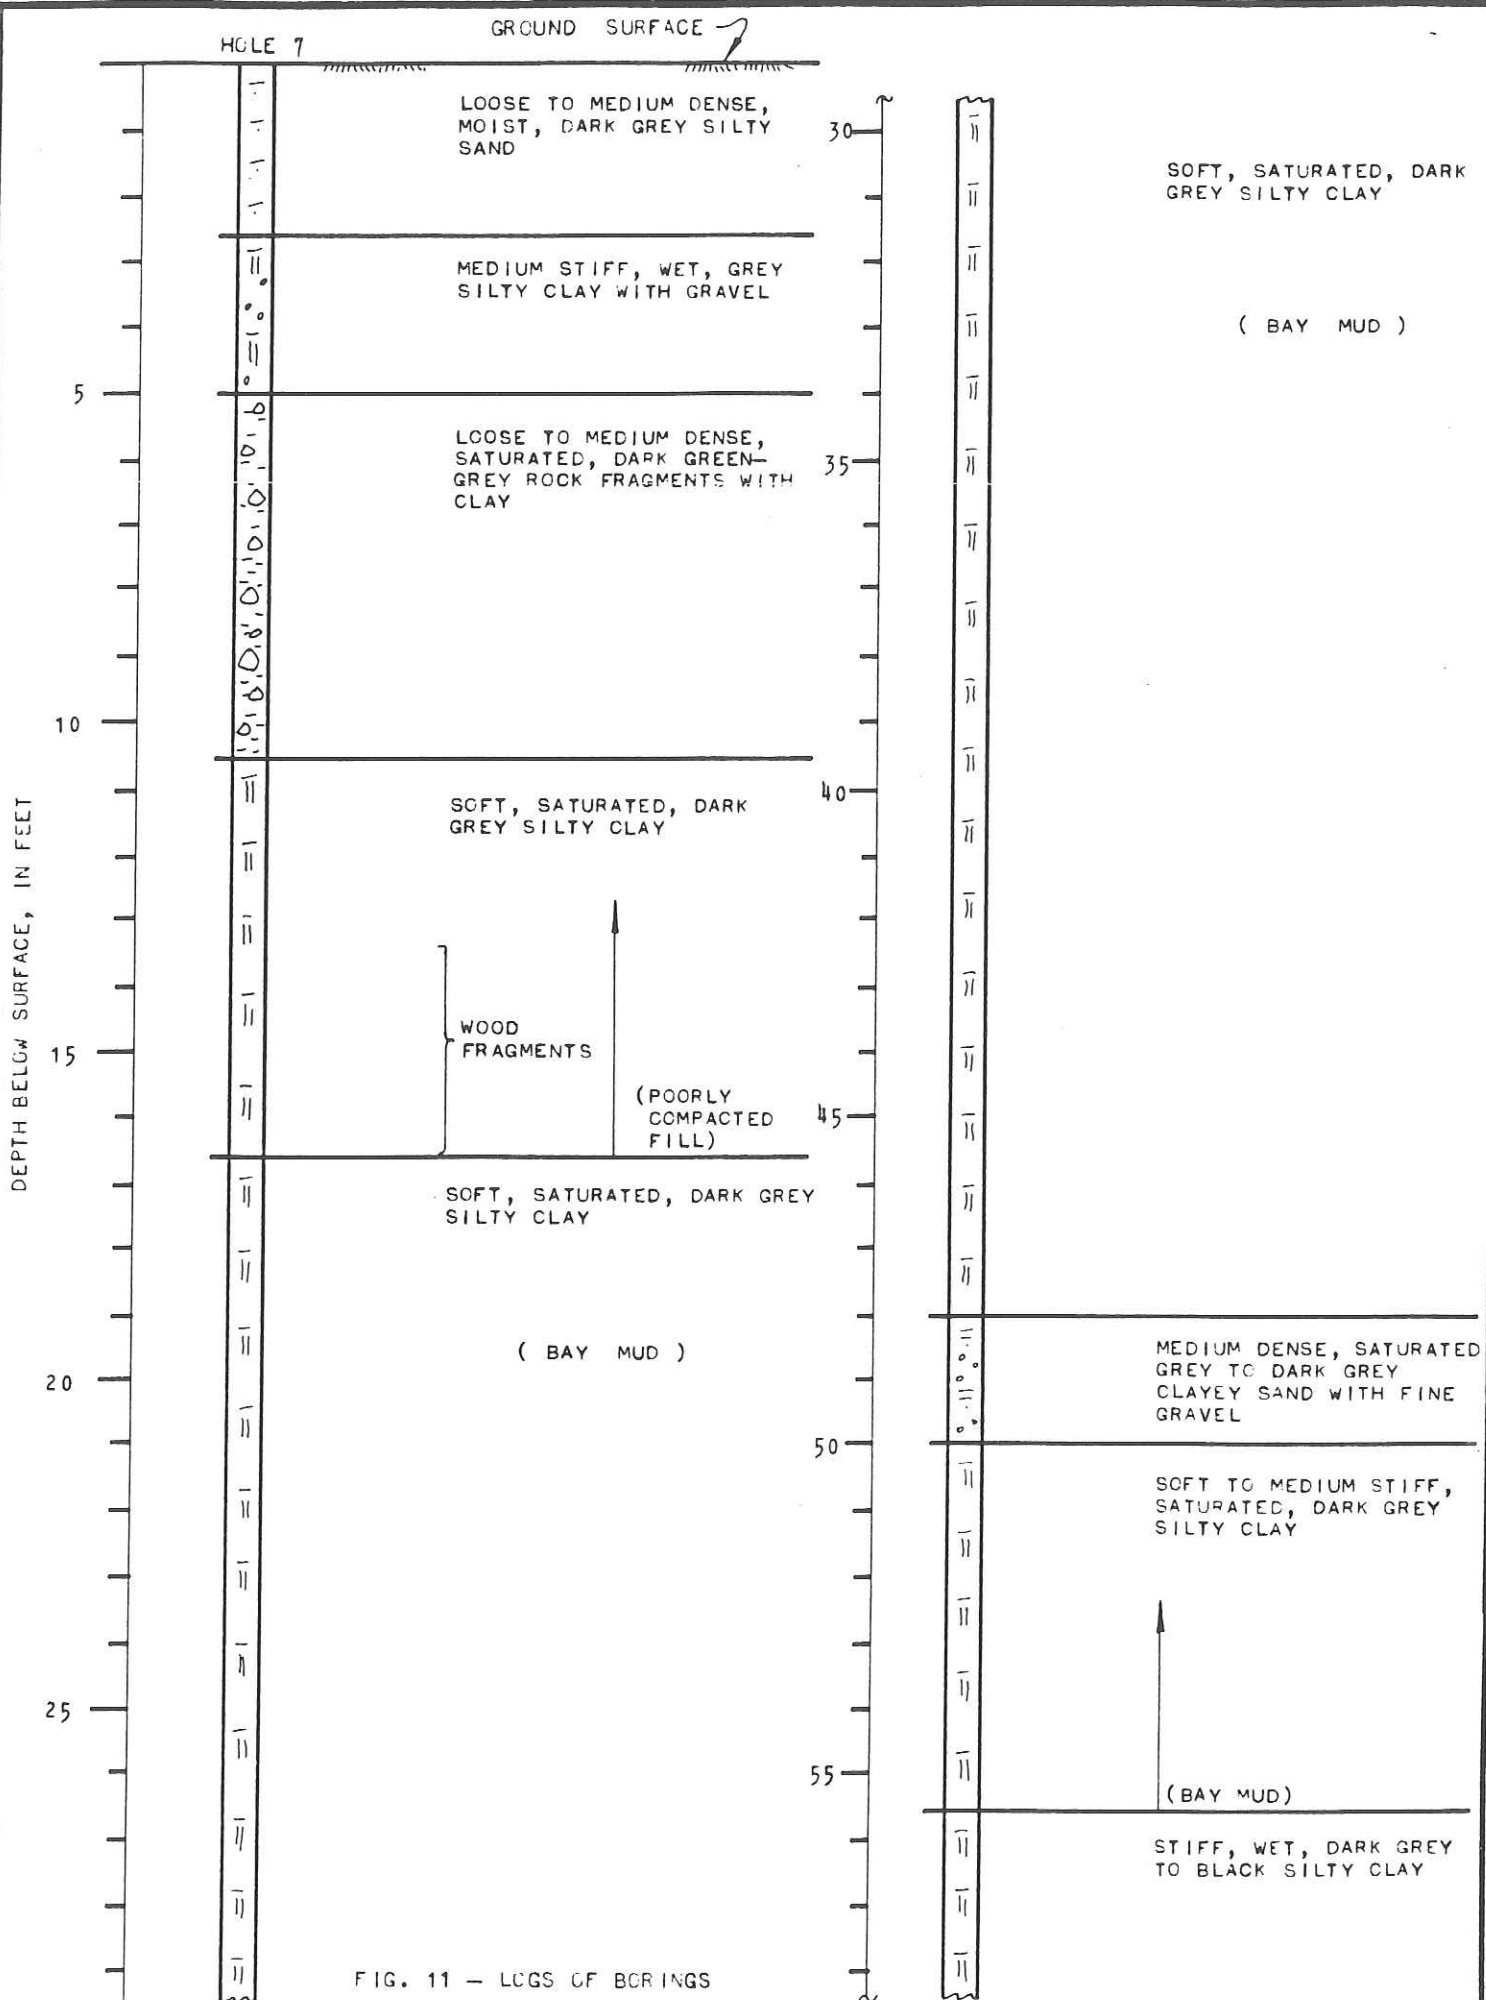 GROUND SURFACE
HOLE 7
LOOSE TO MEDIUM DENSE,
MOIST, DARK GREY SILTY
SAND
MEDIUM STIFF, WET, GREY
SILTY CLAY WITH GRAVEL
5
LOOSE TO MEDIUM DENSE,
SATURATED, DARK GREEN-
GREY ROCK FRAGMENTS WITH
CLAY
10
SOFT, SATURATED, DARK
GREY SILTY CLAY
DEPTH BELOW SURFACE, IN FEET
WOOD
FRAGMENTS
15
(POORLY
COMPACTED
FILL)
SOFT, SATURATED, DARK GREY
SILTY CLAY
( BAY MUD )
20
25
30
SOFT, SATURATED, DARK
GREY SILTY CLAY
( BAY MUD )
35
40
45
MEDIUM DENSE, SATURATED
GREY TO DARK GREY
CLAYEY SAND WITH FINE
GRAVEL
50
SOFT TO MEDIUM STIFF,
SATURATED, DARK GREY
SILTY CLAY
55
(BAY MUD)
STIFF, WET, DARK GREY
TO BLACK SILTY CLAY
FIG. 11 — LOGS OF BORINGS